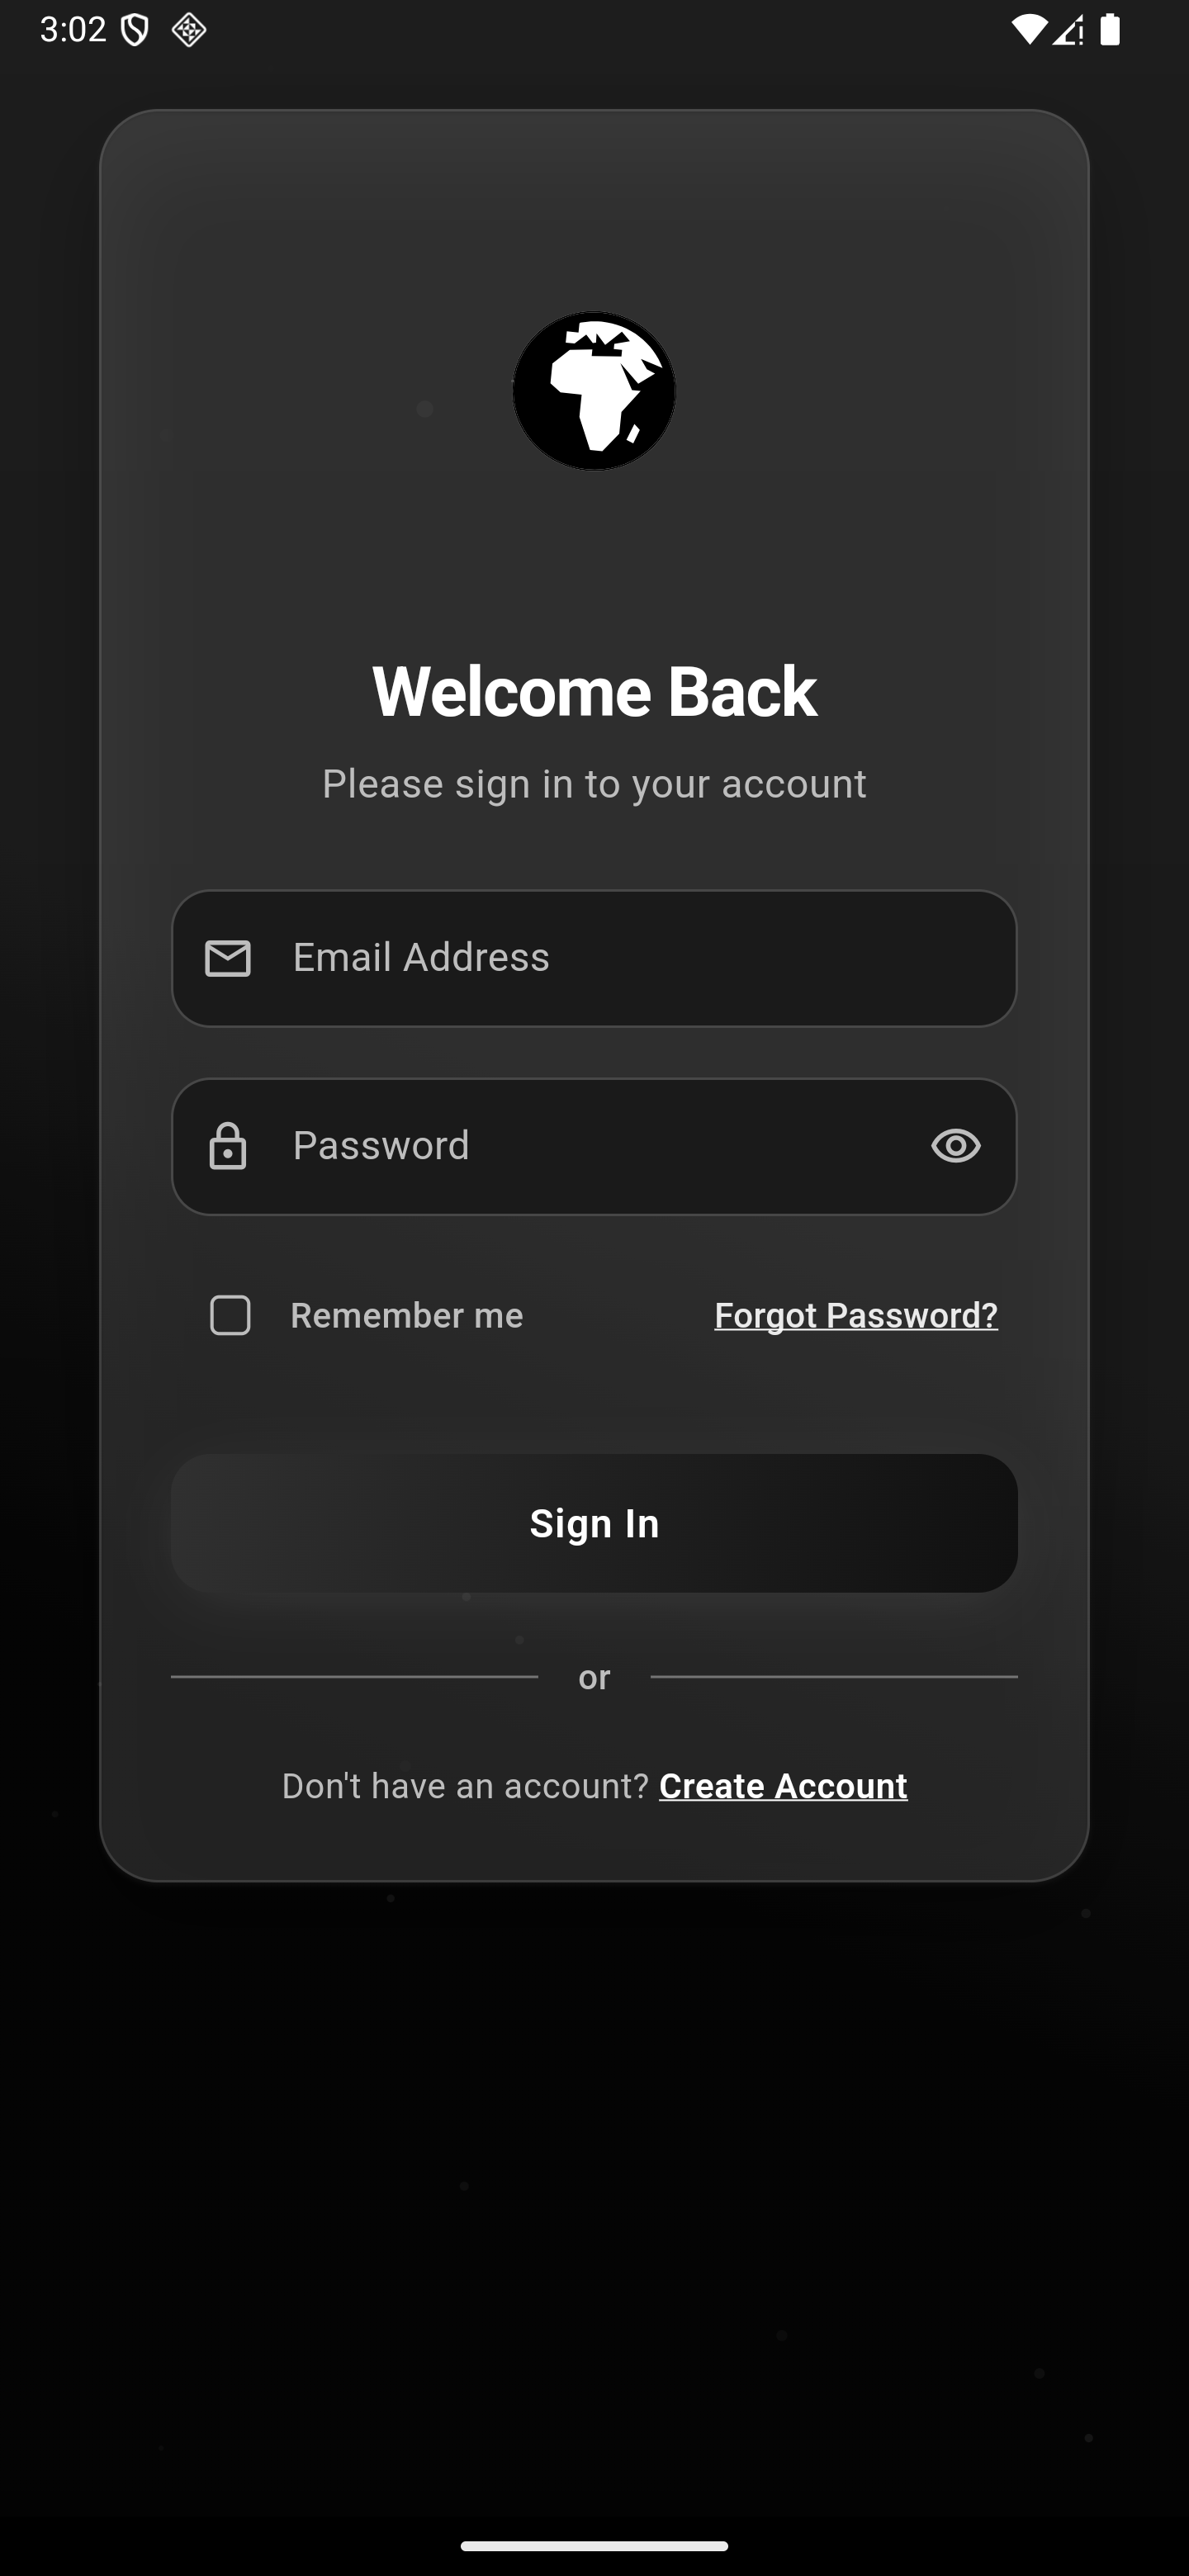 3:02
Welcome Back
Please sign in to your account
Email Address
Password
Remember me Forgot Password?
Sign In
or
Don't have an account? Create Account